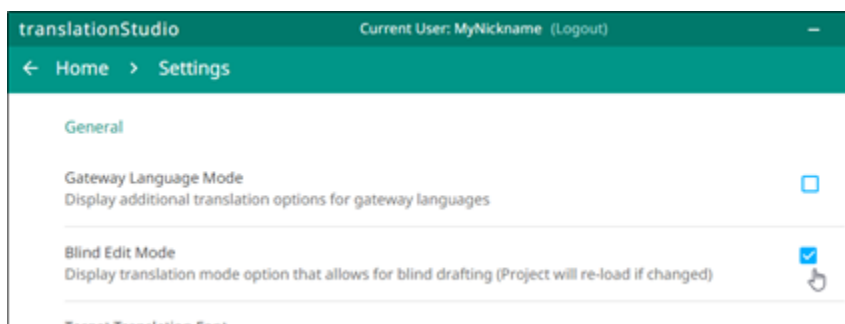 translationStudio Current User: MyNickname (Logout)
← Home > Settings
General
Gateway Language Mode
Display additional translation options for gateway languages
Blind Edit Mode
Display translation mode option that allows for blind drafting (Project will re-load if changed)